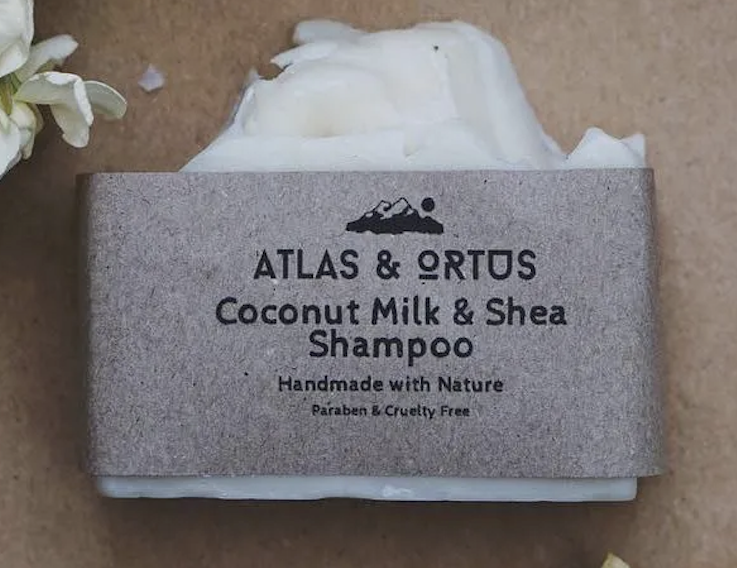 ATLAS & ORTUS
Coconut Milk & Shea
Shampoo
Handmade with Nature
Paraben & Cruelty Free